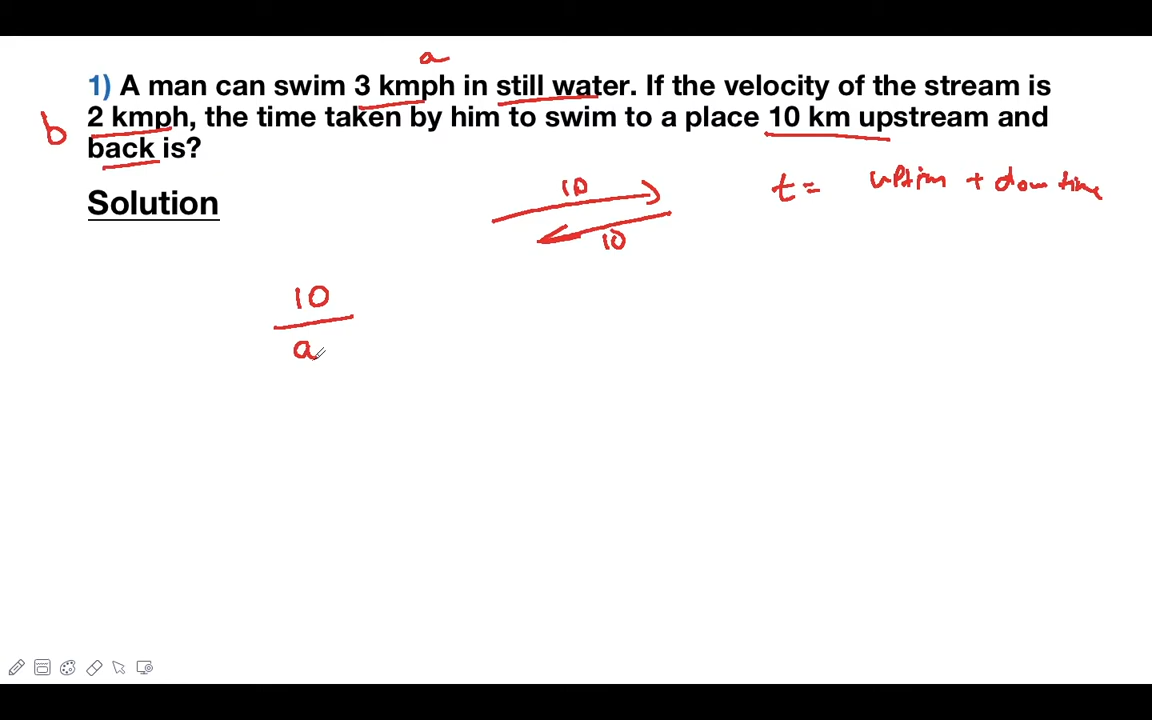 a
1) A man can swim 3 kmph in still water. If the velocity of the stream is
b 2 kmph, the time taken by him to swim to a place 10 km upstream and
back is?
Solution
10
10
t = uptim + down time
10
a